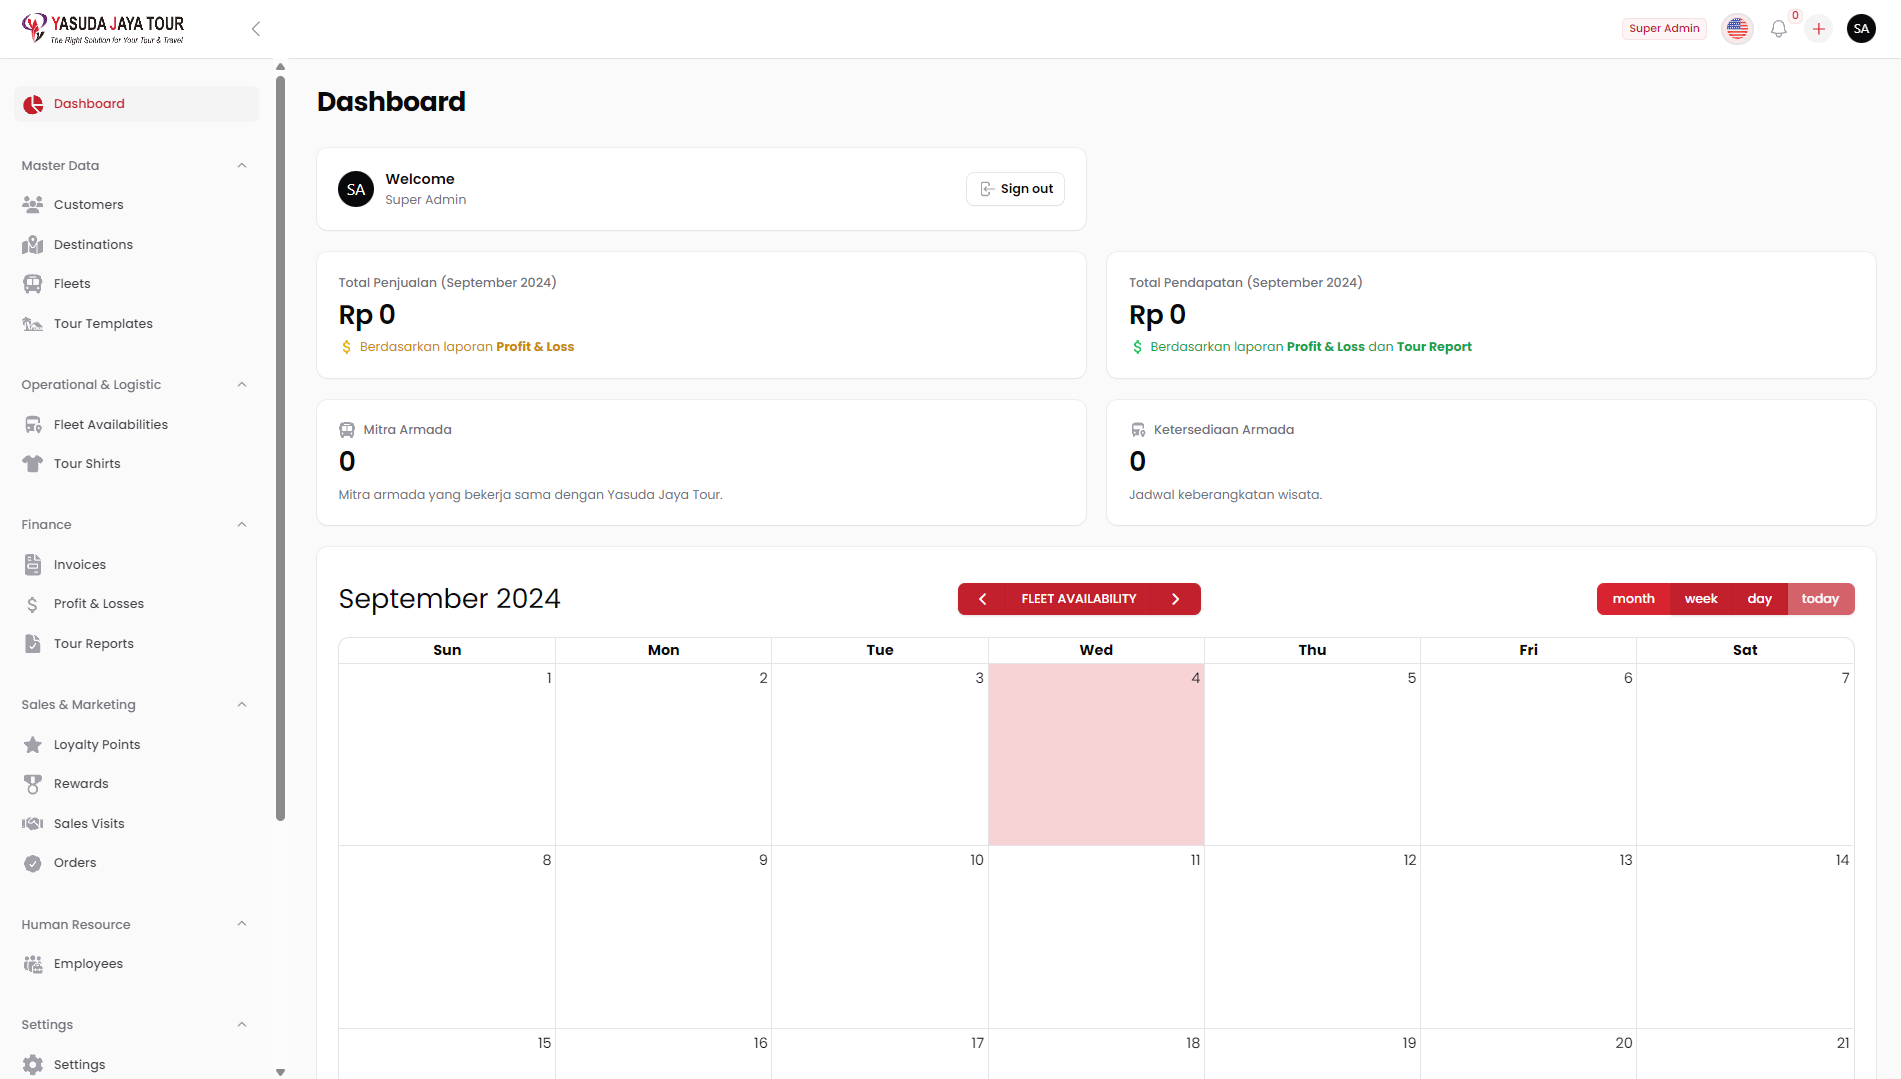 YASUDA JAYA TOUR
The Right Solution for Your Tour & Travel
Super Admin
0
SA
Dashboard
Master Data
Customers
Destinations
Fleets
Tour Templates
Operational & Logistic
Fleet Availabilities
Tour Shirts
Finance
Invoices
Profit & Losses
Tour Reports
Sales & Marketing
Loyalty Points
Rewards
Sales Visits
Orders
Human Resource
Employees
Settings
Settings
Dashboard
SA
Welcome
Super Admin
Sign out
Total Penjualan (September 2024)
Rp 0
$ Berdasarkan laporan Profit & Loss
Total Pendapatan (September 2024)
Rp 0
$ Berdasarkan laporan Profit & Loss dan Tour Report
Mitra Armada
0
Mitra armada yang bekerja sama dengan Yasuda Jaya Tour.
Ketersediaan Armada
0
Jadwal keberangkatan wisata.
September 2024
FLEET AVAILABILITY
month week day today
Sun Mon Tue Wed Thu Fri Sat
1 2 3 4 5 6 7
8 9 10 11 12 13 14
15 16 17 18 19 20 21